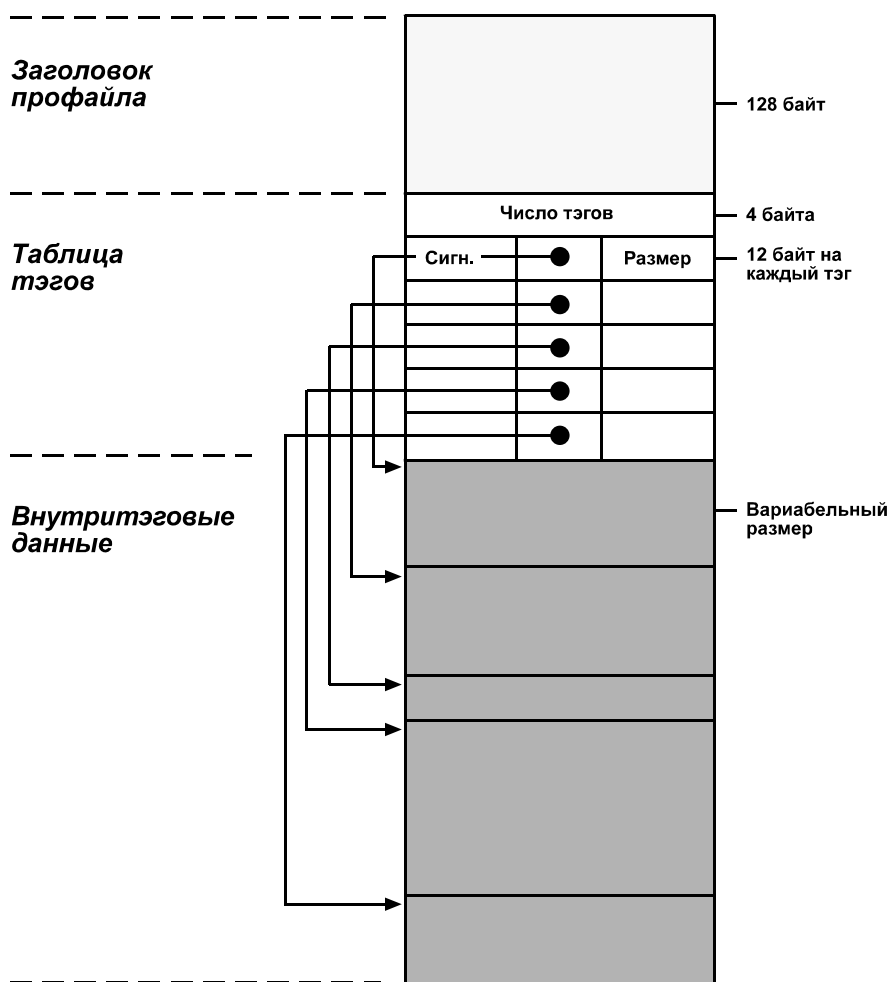 Заголовок
профайла
128 байт
Число тэгов
4 байта
Таблица
тэгов
Сигн.
Размер
12 байт на
каждый тэг
Внутритэговые
данные
Вариабельный
размер